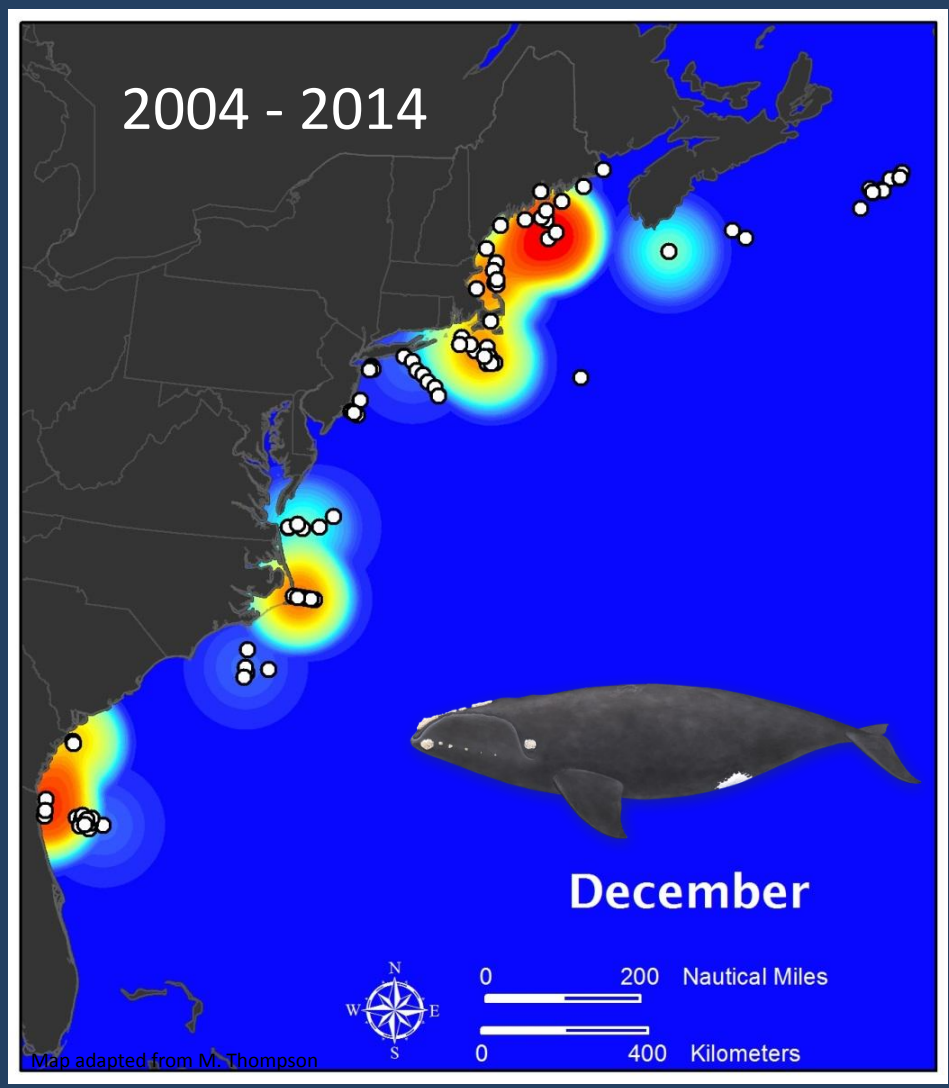 2004 - 2014
December
N
W E
S
0 200 Nautical Miles
0 400 Kilometers
Map adapted from M. Thompson